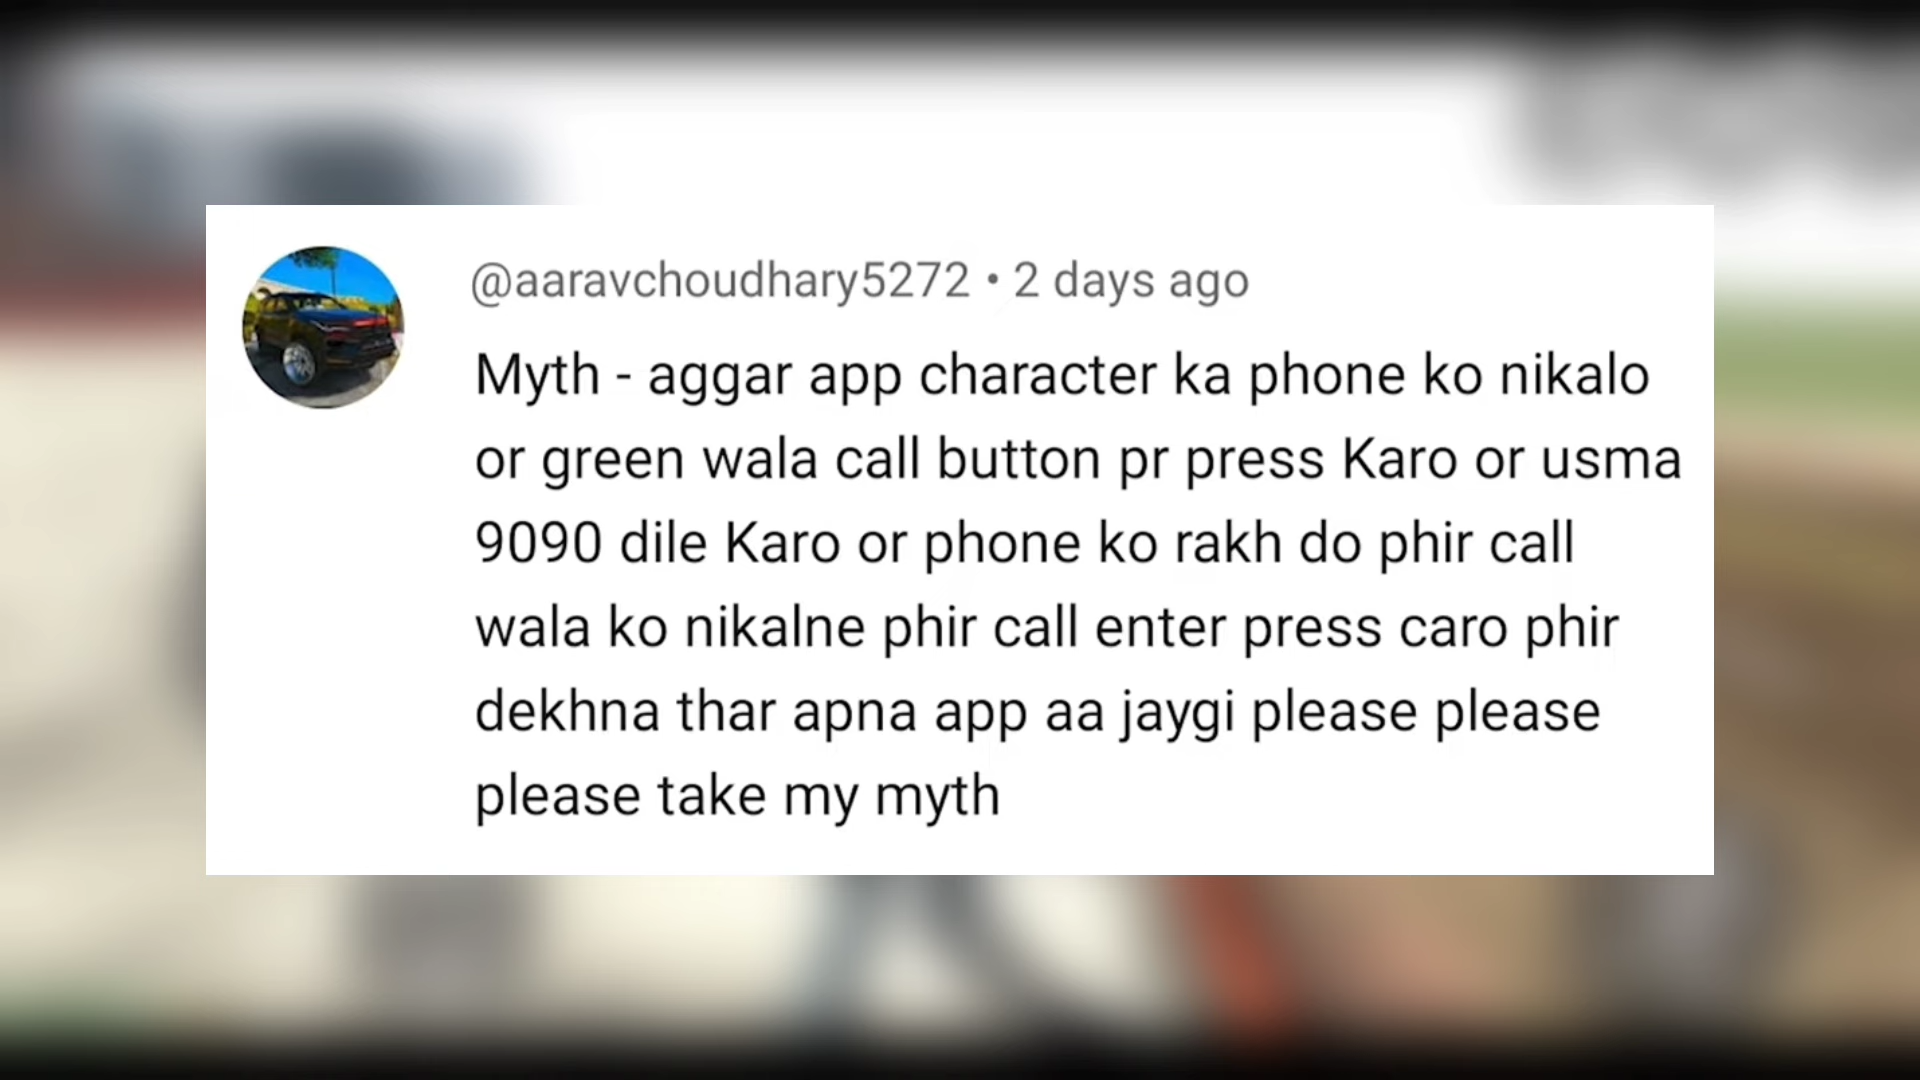 @aaravchoudhary5272 • 2 days ago
Myth - aggar app character ka phone ko nikalo
or green wala call button pr press Karo or usma
9090 dile Karo or phone ko rakh do phir call
wala ko nikalne phir call enter press caro phir
dekhna thar apna app aa jaygi please please
please take my myth